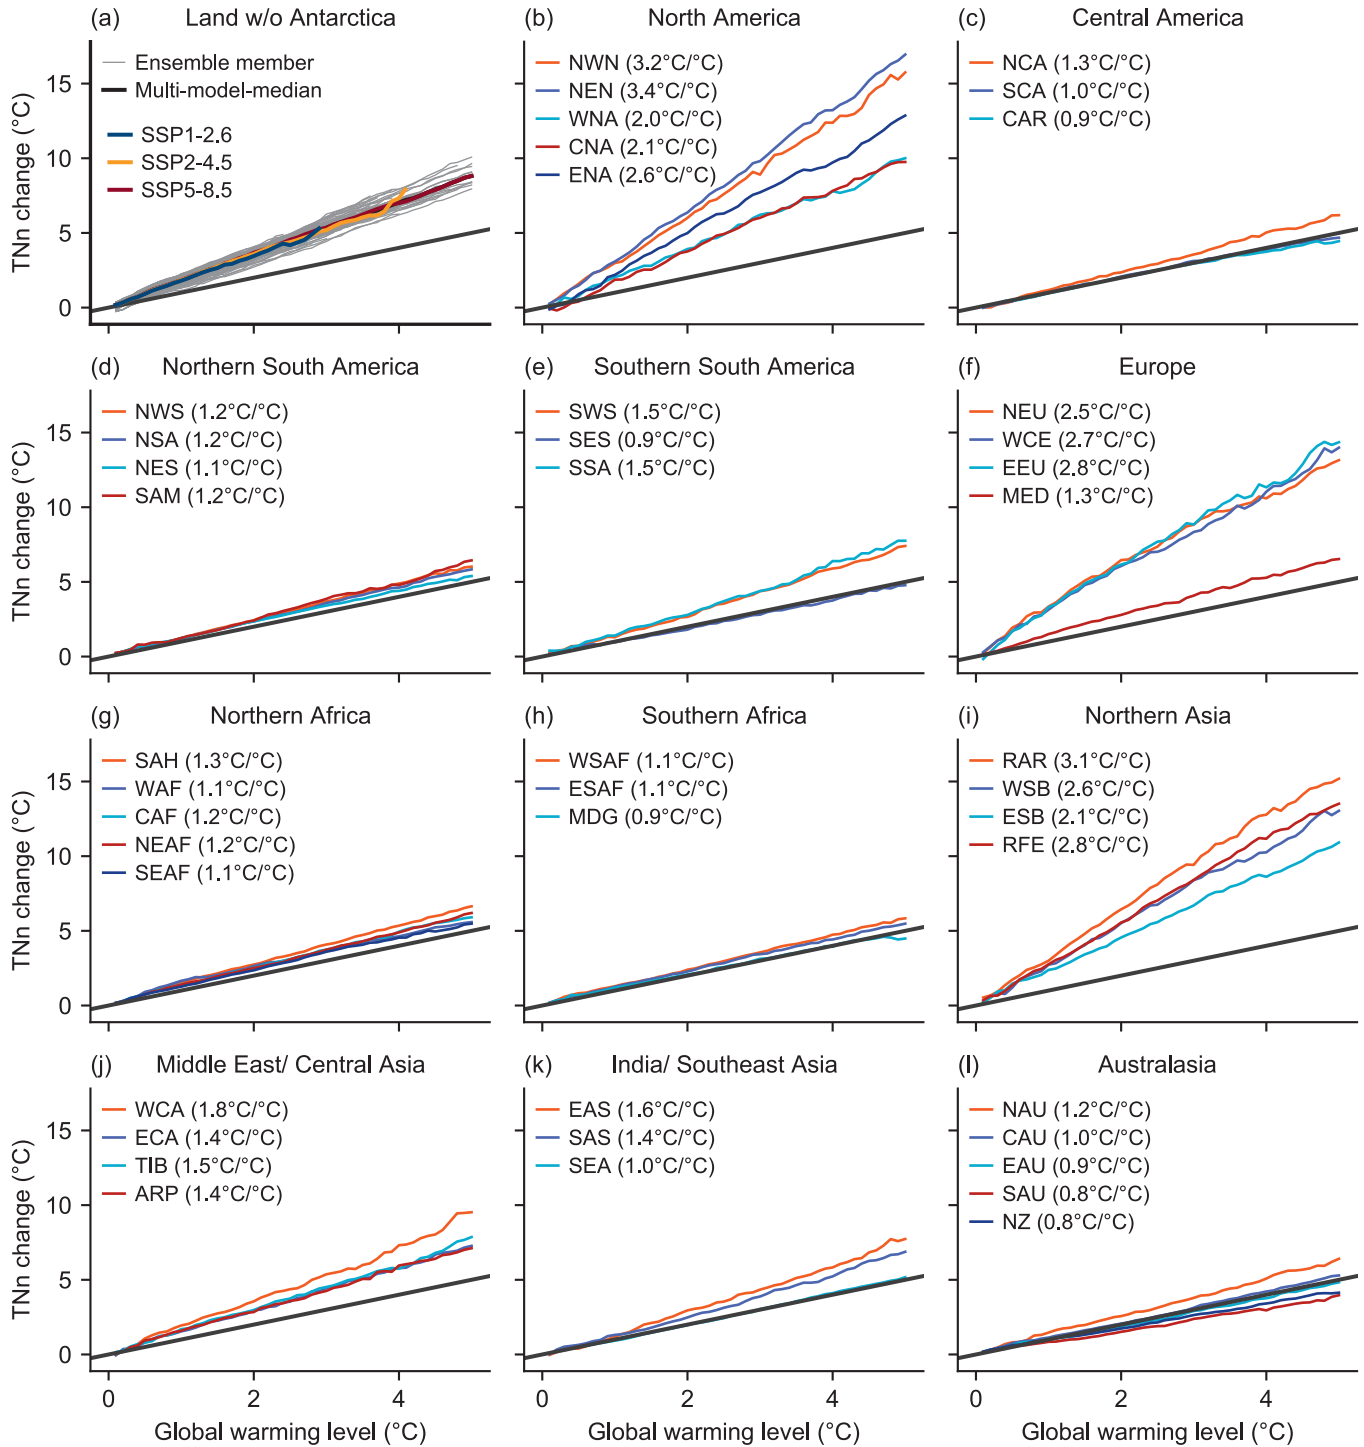 (a) Land w/o Antarctica
Ensemble member
Multi-model-median
SSP1-2.6
SSP2-4.5
SSP5-8.5
TNn change (°C)
15
10
5
0
(b) North America
NWN (3.2°C/°C)
NEN (3.4°C/°C)
WNA (2.0°C/°C)
CNA (2.1°C/°C)
ENA (2.6°C/°C)
(c) Central America
NCA (1.3°C/°C)
SCA (1.0°C/°C)
CAR (0.9°C/°C)
(d) Northern South America
NWS (1.2°C/°C)
NSA (1.2°C/°C)
NES (1.1°C/°C)
SAM (1.2°C/°C)
TNn change (°C)
15
10
5
0
(e) Southern South America
SWS (1.5°C/°C)
SES (0.9°C/°C)
SSA (1.5°C/°C)
(f) Europe
NEU (2.5°C/°C)
WCE (2.7°C/°C)
EEU (2.8°C/°C)
MED (1.3°C/°C)
(g) Northern Africa
SAH (1.3°C/°C)
WAF (1.1°C/°C)
CAF (1.2°C/°C)
NEAF (1.2°C/°C)
SEAF (1.1°C/°C)
TNn change (°C)
15
10
5
0
(h) Southern Africa
WSAF (1.1°C/°C)
ESAF (1.1°C/°C)
MDG (0.9°C/°C)
(i) Northern Asia
RAR (3.1°C/°C)
WSB (2.6°C/°C)
ESB (2.1°C/°C)
RFE (2.8°C/°C)
(j) Middle East/ Central Asia
WCA (1.8°C/°C)
ECA (1.4°C/°C)
TIB (1.5°C/°C)
ARP (1.4°C/°C)
TNn change (°C)
15
10
5
0
0 2 4
Global warming level (°C)
(k) India/ Southeast Asia
EAS (1.6°C/°C)
SAS (1.4°C/°C)
SEA (1.0°C/°C)
0 2 4
Global warming level (°C)
(l) Australasia
NAU (1.2°C/°C)
CAU (1.0°C/°C)
EAU (0.9°C/°C)
SAU (0.8°C/°C)
NZ (0.8°C/°C)
0 2 4
Global warming level (°C)